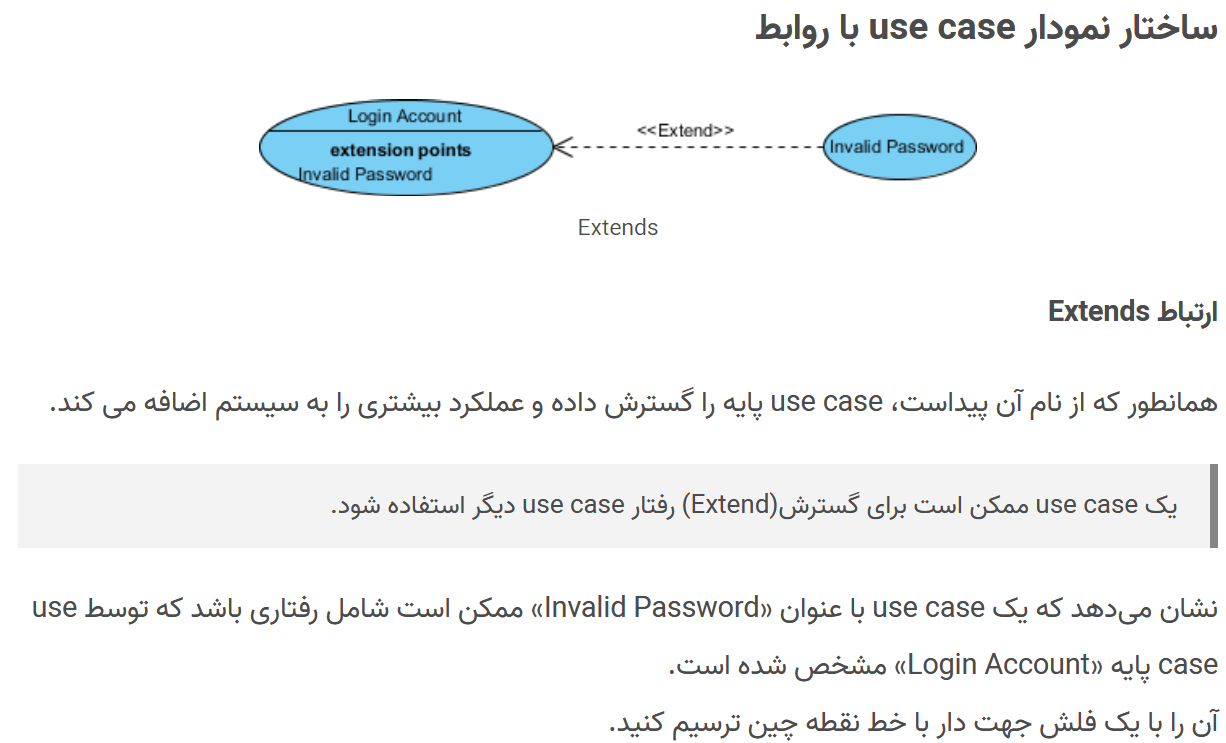 ساختار نمودار use case با روابط
Login Account
extension points
Invalid Password
<<Extend>>
Invalid Password
Extends
ارتباط Extends
همانطور که از نام آن پیداست، use case پایه را گسترش داده و عملکرد بیشتری را به سیستم اضافه می کند.
یک use case ممکن است برای گسترش(Extend) رفتار use case دیگر استفاده شود.
نشان می‌دهد که یک use case با عنوان «Invalid Password» ممکن است شامل رفتاری باشد که توسط use
case پایه «Login Account» مشخص شده است.
آن را با یک فلش جهت دار با خط نقطه چین ترسیم کنید.